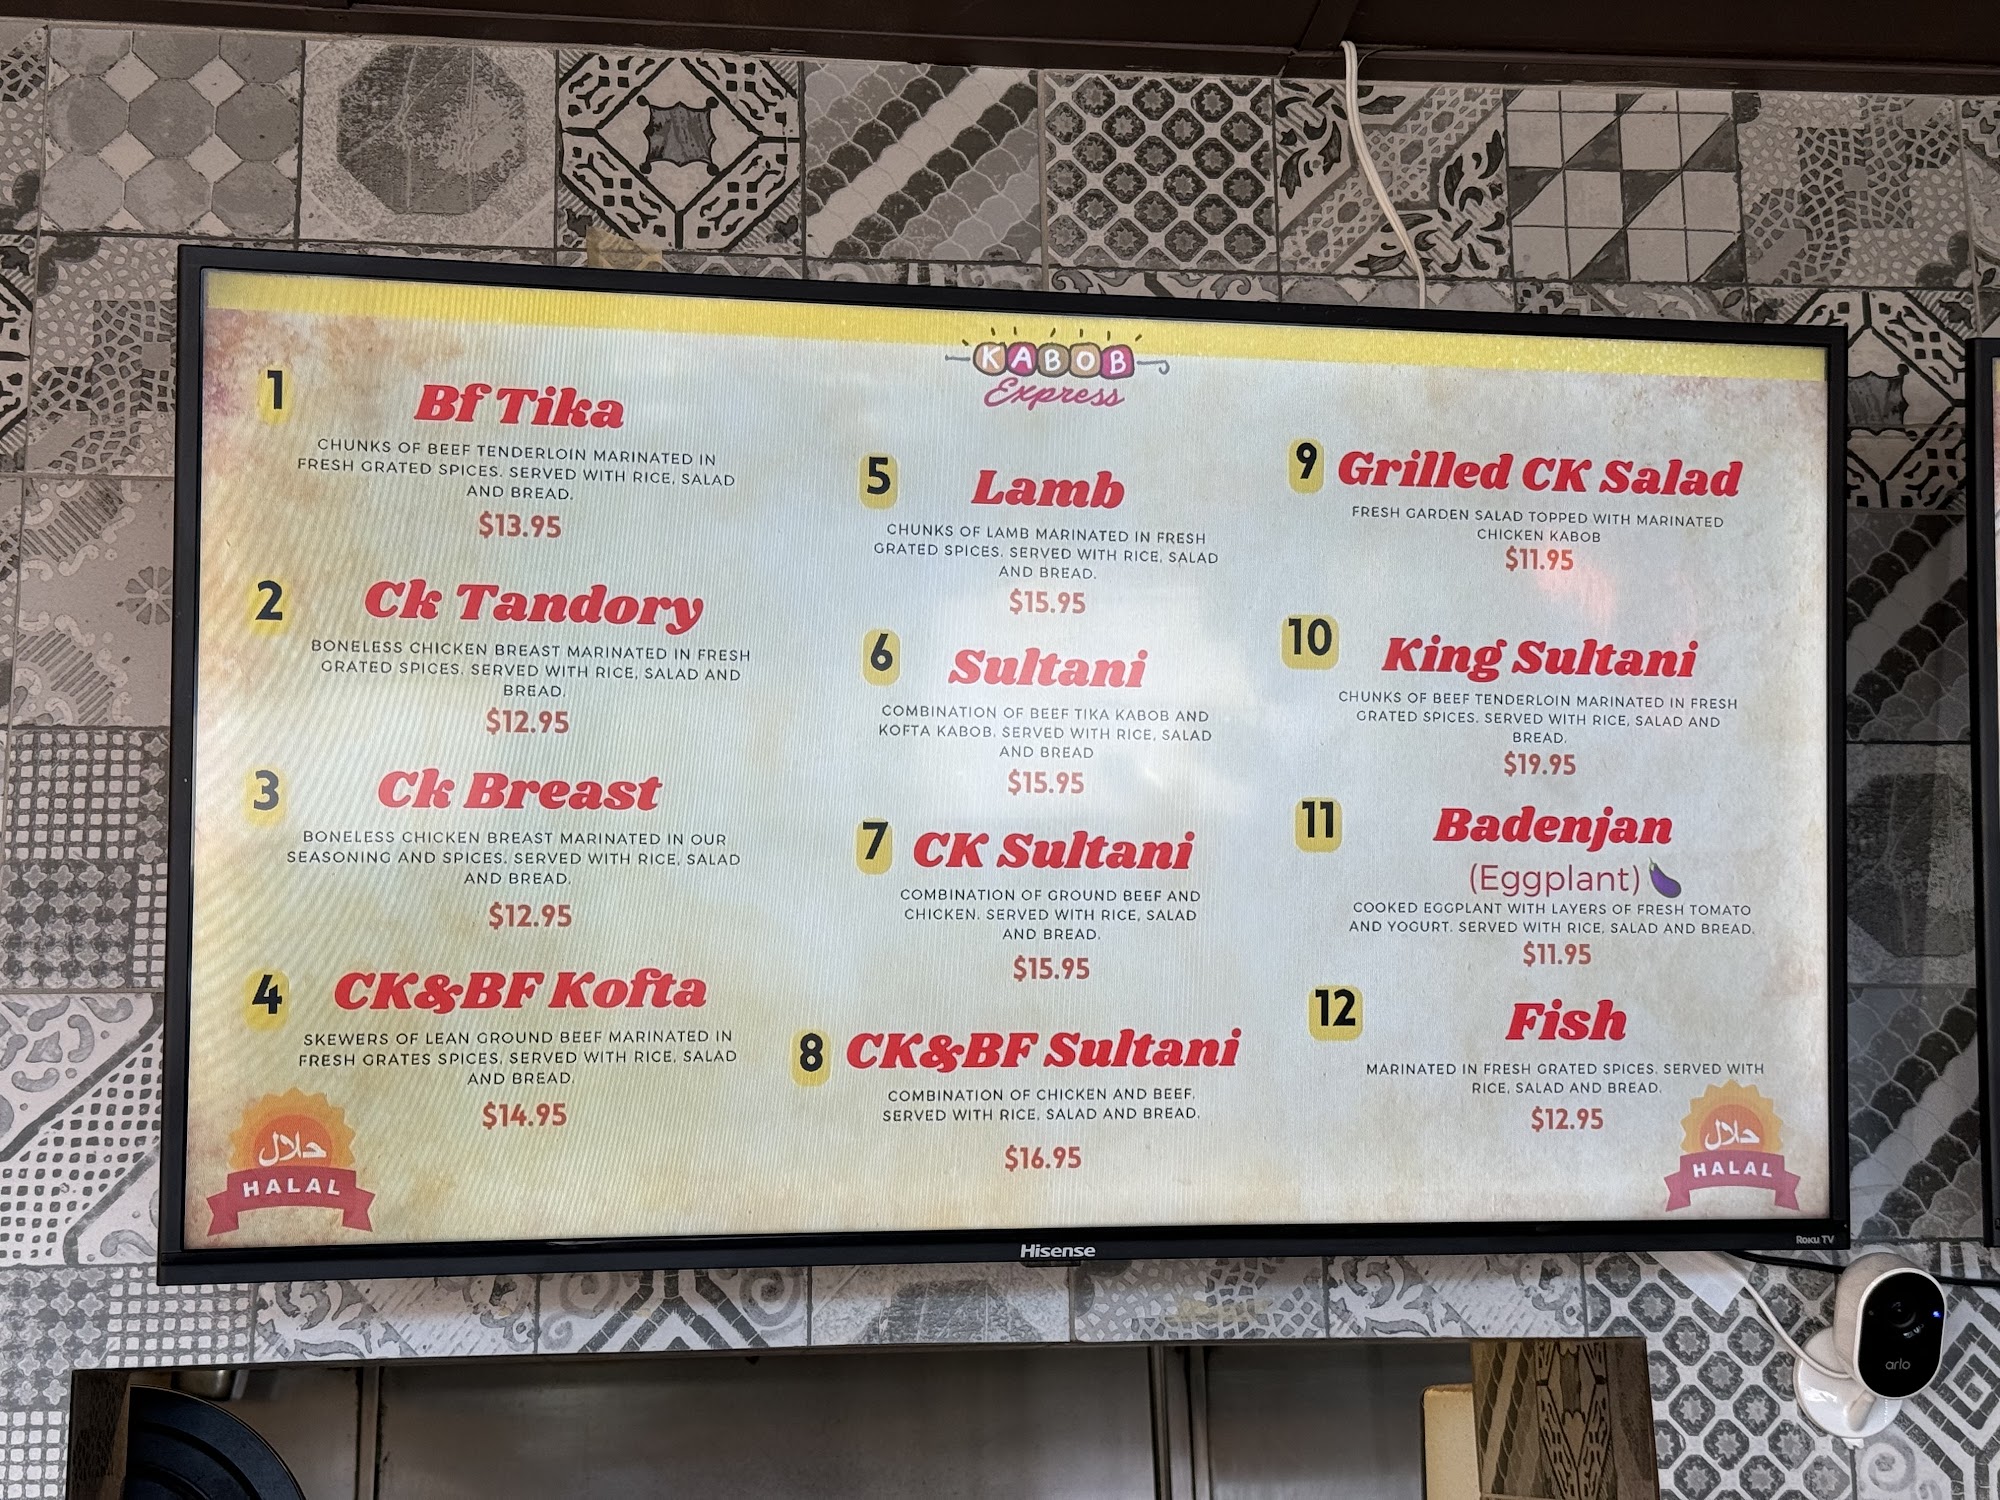 KABOB
Express
1
Bf Tika
CHUNKS OF BEEF TENDERLOIN MARINATED IN
FRESH GRATED SPICES. SERVED WITH RICE, SALAD
AND BREAD.
$13.95
2
Ck Tandory
BONELESS CHICKEN BREAST MARINATED IN FRESH
GRATED SPICES. SERVED WITH RICE, SALAD AND
BREAD.
$12.95
3
Ck Breast
BONELESS CHICKEN BREAST MARINATED IN OUR
SEASONING AND SPICES. SERVED WITH RICE, SALAD
AND BREAD.
$12.95
4
CK&BF Kofta
SKEWERS OF LEAN GROUND BEEF MARINATED IN
FRESH GRATES SPICES. SERVED WITH RICE, SALAD
AND BREAD.
$14.95
حلال
HALAL
5
Lamb
CHUNKS OF LAMB MARINATED IN FRESH
GRATED SPICES. SERVED WITH RICE, SALAD
AND BREAD.
$15.95
6
Sultani
COMBINATION OF BEEF TIKA KABOB AND
KOFTA KABOB. SERVED WITH RICE, SALAD
AND BREAD
$15.95
7
CK Sultani
COMBINATION OF GROUND BEEF AND
CHICKEN. SERVED WITH RICE, SALAD
AND BREAD.
$15.95
8
CK&BF Sultani
COMBINATION OF CHICKEN AND BEEF.
SERVED WITH RICE, SALAD AND BREAD.
$16.95
9
Grilled CK Salad
FRESH GARDEN SALAD TOPPED WITH MARINATED
CHICKEN KABOB
$11.95
10
King Sultani
CHUNKS OF BEEF TENDERLOIN MARINATED IN FRESH
GRATED SPICES. SERVED WITH RICE, SALAD AND
BREAD.
$19.95
11
Badenjan
(Eggplant)
COOKED EGGPLANT WITH LAYERS OF FRESH TOMATO
AND YOGURT. SERVED WITH RICE, SALAD AND BREAD.
$11.95
12
Fish
MARINATED IN FRESH GRATED SPICES. SERVED WITH
RICE, SALAD AND BREAD.
$12.95
حلال
HALAL
Hisense
Roku TV
arlo